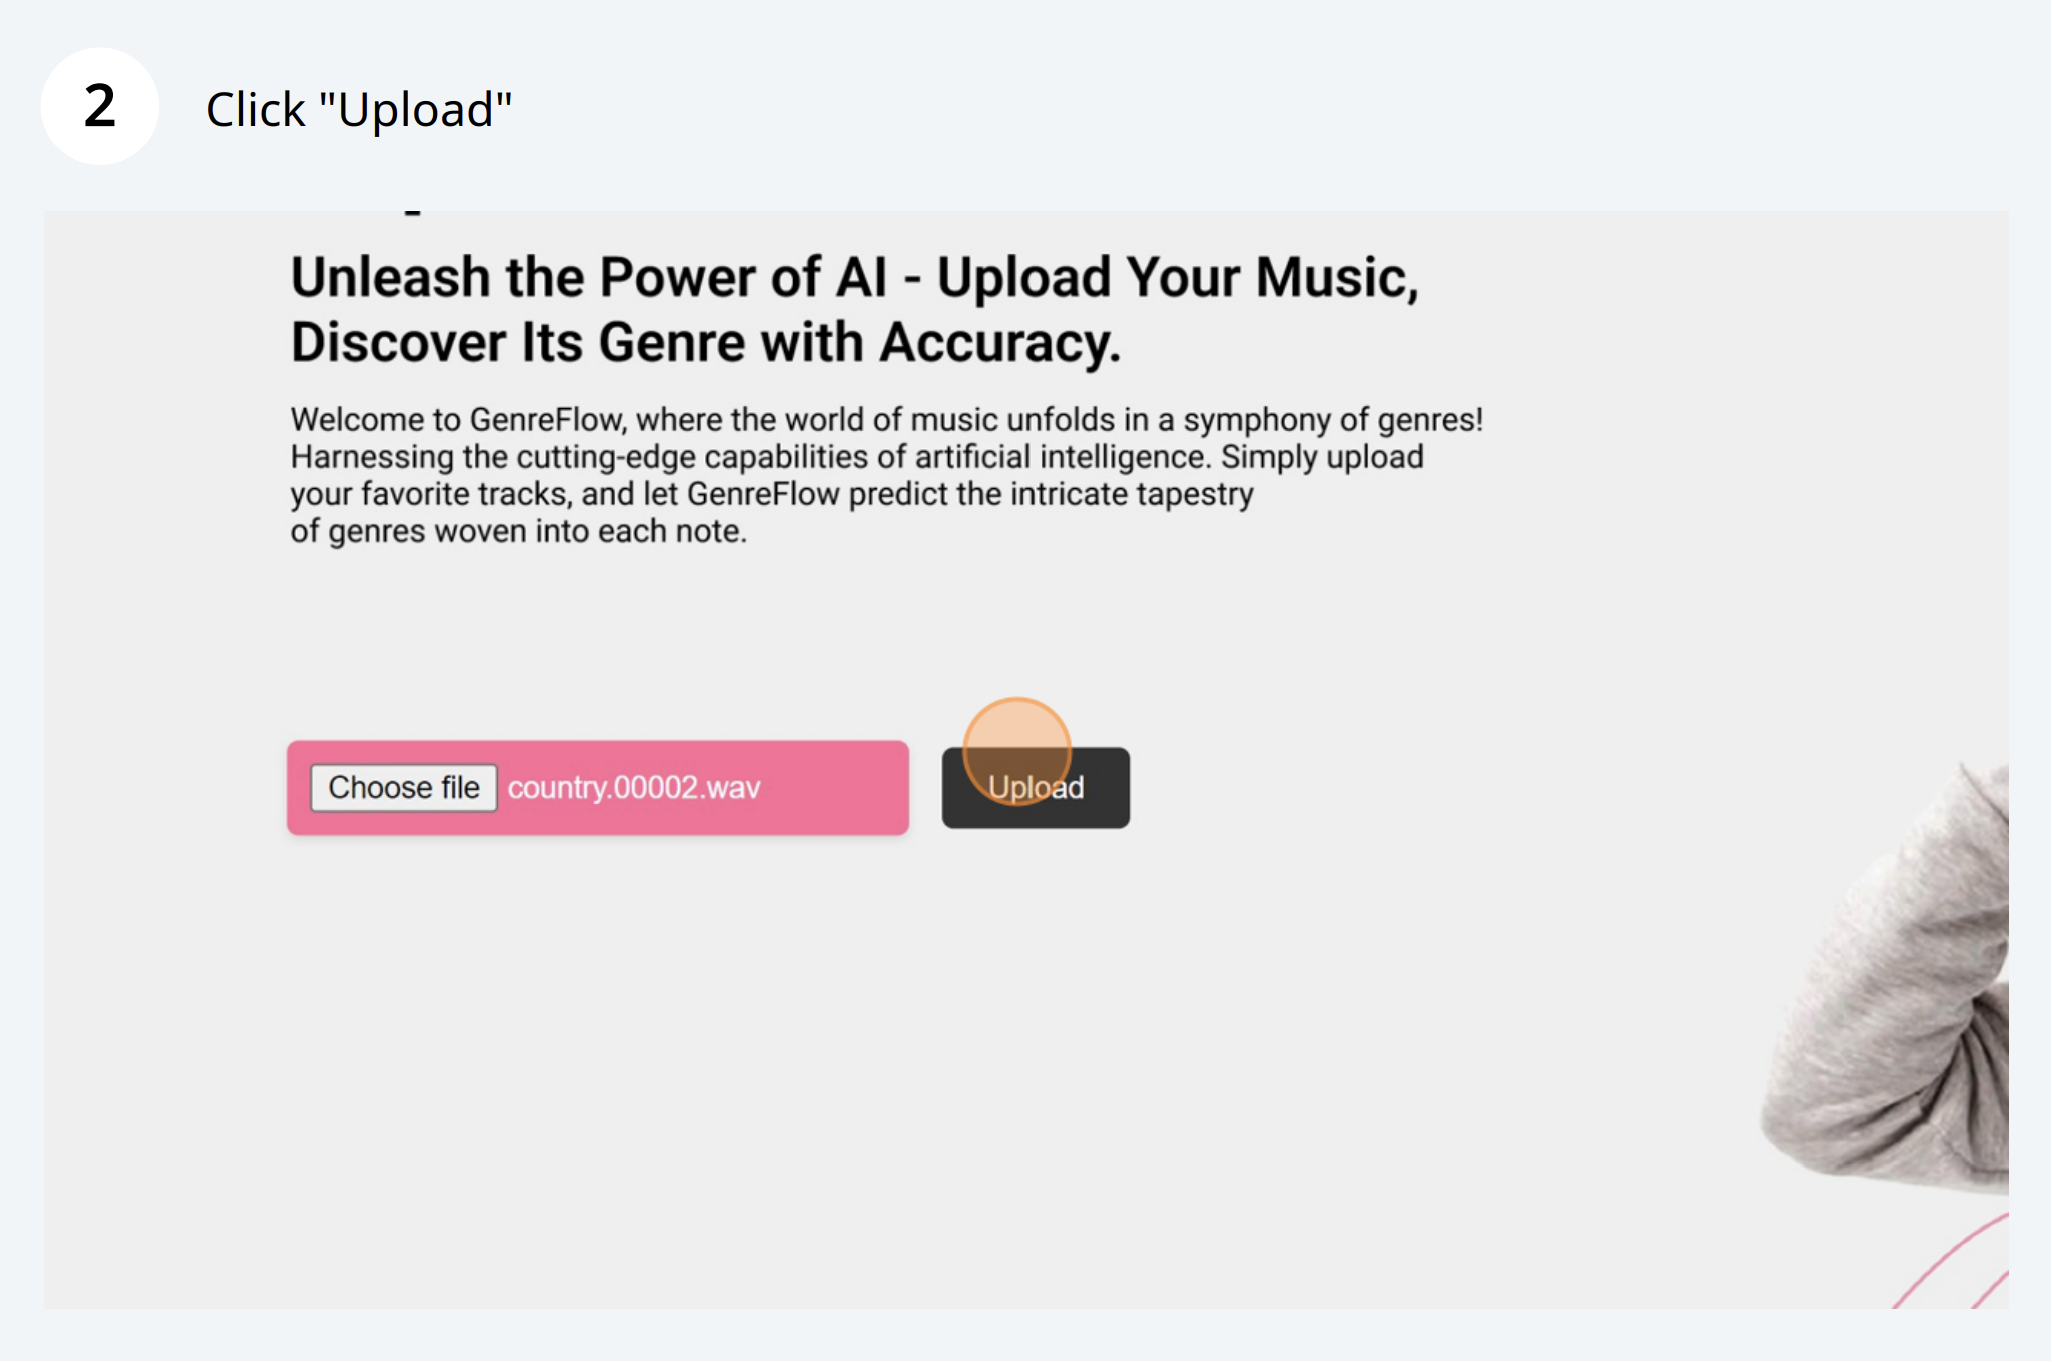 2
Click "Upload"
Unleash the Power of AI - Upload Your Music,
Discover Its Genre with Accuracy.
Welcome to GenreFlow, where the world of music unfolds in a symphony of genres!
Harnessing the cutting-edge capabilities of artificial intelligence. Simply upload
your favorite tracks, and let GenreFlow predict the intricate tapestry
of genres woven into each note.
Choose file country.00002.wav
Upload